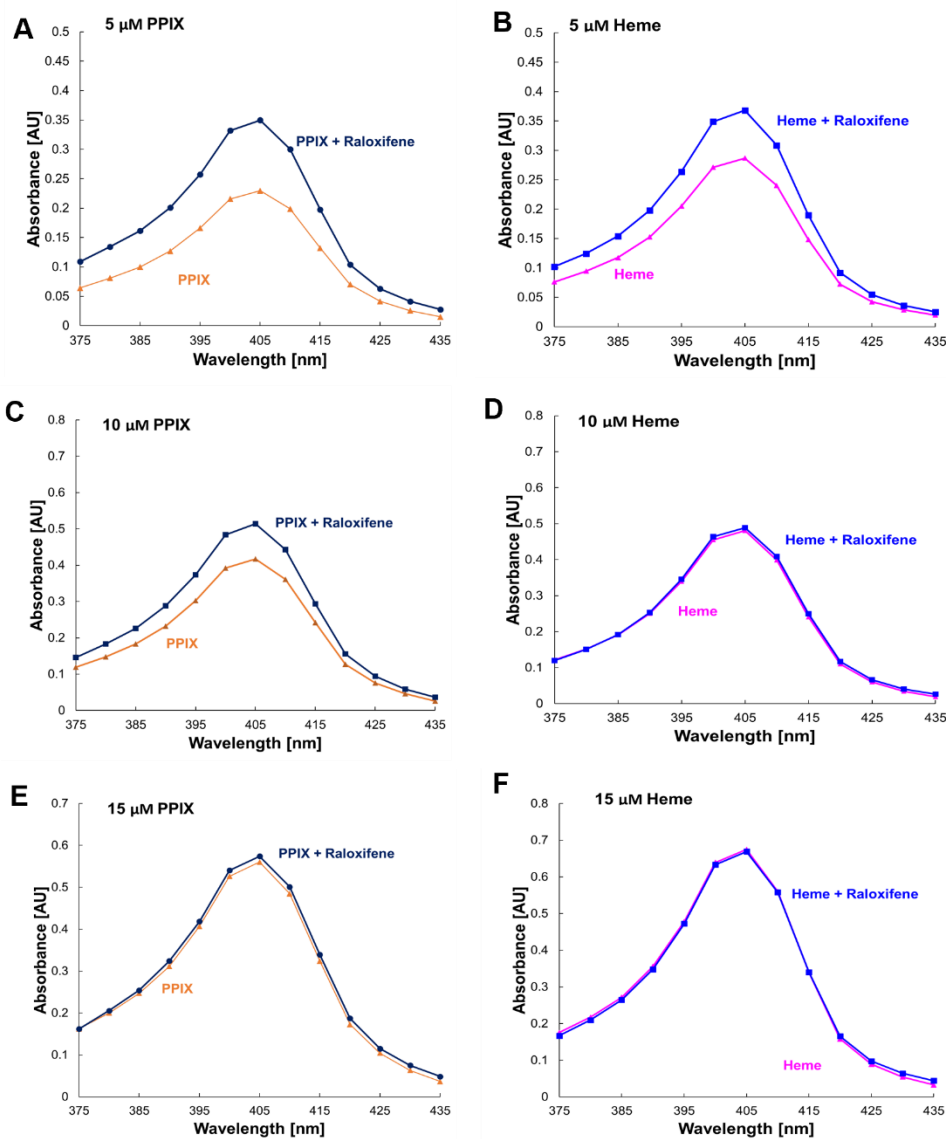 A
5 µM PPIX
0.5
0.45
0.4
0.35
0.3
0.25
0.2
0.15
0.1
0.05
0
Absorbance [AU]
PPIX + Raloxifene
PPIX
375 385 395 405 415 425 435
Wavelength [nm]
B
5 µM Heme
0.5
0.45
0.4
0.35
0.3
0.25
0.2
0.15
0.1
0.05
0
Absorbance [AU]
Heme + Raloxifene
Heme
375 385 395 405 415 425 435
Wavelength [nm]
C
10 µM PPIX
0.8
0.7
0.6
0.5
0.4
0.3
0.2
0.1
0
Absorbance [AU]
PPIX + Raloxifene
PPIX
375 385 395 405 415 425 435
Wavelength [nm]
D
10 µM Heme
0.8
0.7
0.6
0.5
0.4
0.3
0.2
0.1
0
Absorbance [AU]
Heme + Raloxifene
Heme
375 385 395 405 415 425 435
Wavelength [nm]
E
15 µM PPIX
0.7
0.6
0.5
0.4
0.3
0.2
0.1
0
Absorbance [AU]
PPIX + Raloxifene
PPIX
375 385 395 405 415 425 435
Wavelength [nm]
F
15 µM Heme
0.8
0.7
0.6
0.5
0.4
0.3
0.2
0.1
0
Absorbance [AU]
Heme + Raloxifene
Heme
375 385 395 405 415 425 435
Wavelength [nm]